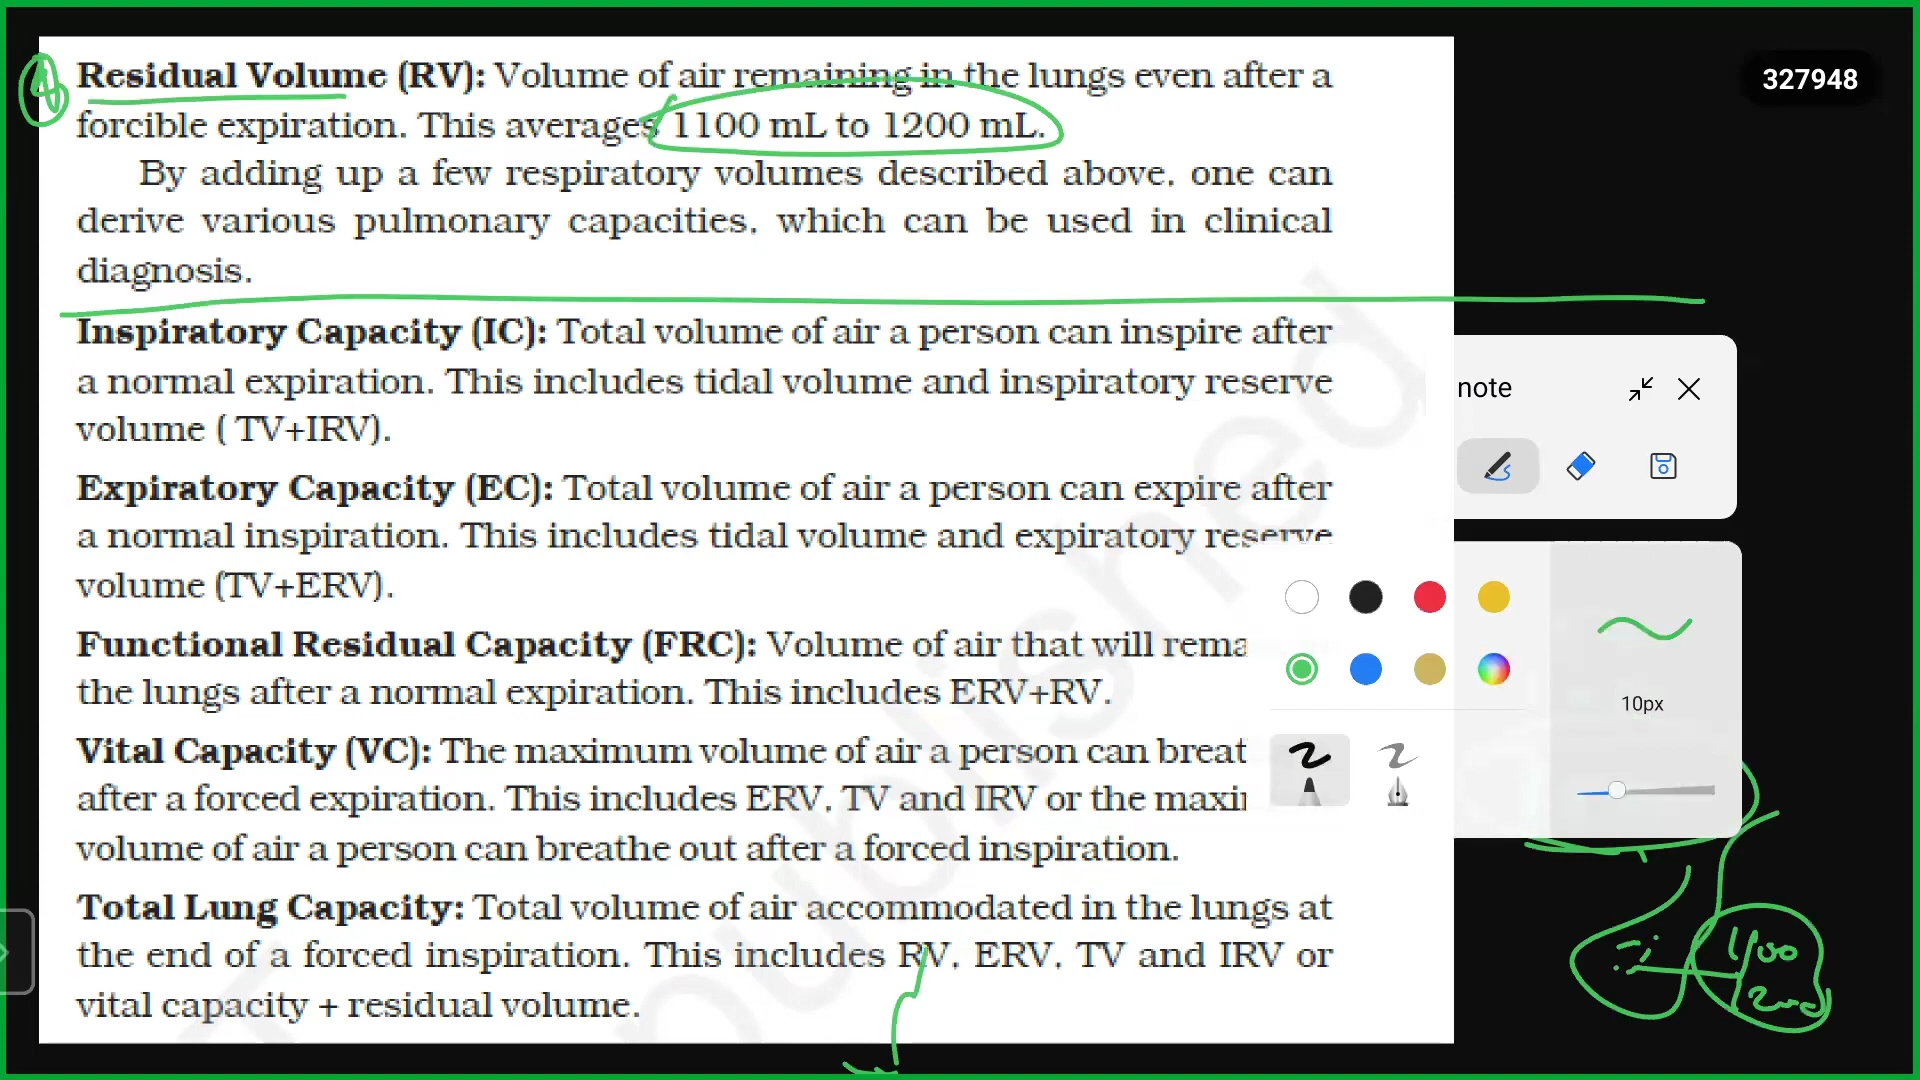 Residual Volume (RV): Volume of air remaining in the lungs even after a
forcible expiration. This averages 1100 mL to 1200 mL.
By adding up a few respiratory volumes described above, one can
derive various pulmonary capacities, which can be used in clinical
diagnosis.
Inspiratory Capacity (IC): Total volume of air a person can inspire after
a normal expiration. This includes tidal volume and inspiratory reserve
volume ( TV+IRV).
Expiratory Capacity (EC): Total volume of air a person can expire after
a normal inspiration. This includes tidal volume and expiratory reserve
volume (TV+ERV).
Functional Residual Capacity (FRC): Volume of air that will rema
the lungs after a normal expiration. This includes ERV+RV.
Vital Capacity (VC): The maximum volume of air a person can breat
after a forced expiration. This includes ERV, TV and IRV or the maxi
volume of air a person can breathe out after a forced inspiration.
Total Lung Capacity: Total volume of air accommodated in the lungs at
the end of a forced inspiration. This includes RV, ERV, TV and IRV or
vital capacity + residual volume.
327948
note
10px